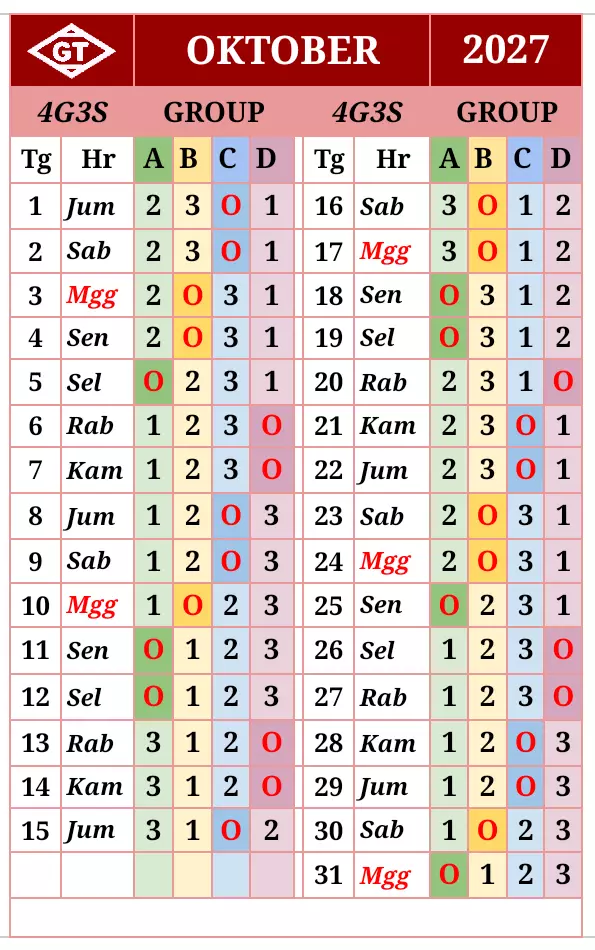 GT OKTOBER 2027
4G3S GROUP 4G3S GROUP
Tg Hr A B C D Tg Hr A B C D
1 Jum 2 3 O 1 16 Sab 3 O 1 2
2 Sab 2 3 O 1 17 Mgg 3 O 1 2
3 Mgg 2 O 3 1 18 Sen O 3 1 2
4 Sen 2 O 3 1 19 Sel O 3 1 2
5 Sel O 2 3 1 20 Rab 2 3 1 O
6 Rab 1 2 3 O 21 Kam 2 3 O 1
7 Kam 1 2 3 O 22 Jum 2 3 O 1
8 Jum 1 2 O 3 23 Sab 2 O 3 1
9 Sab 1 2 O 3 24 Mgg 2 O 3 1
10 Mgg 1 O 2 3 25 Sen O 2 3 1
11 Sen O 1 2 3 26 Sel 1 2 3 O
12 Sel O 1 2 3 27 Rab 1 2 3 O
13 Rab 3 1 2 O 28 Kam 1 2 O 3
14 Kam 3 1 2 O 29 Jum 1 2 O 3
15 Jum 3 1 O 2 30 Sab 1 O 2 3
31 Mgg O 1 2 3